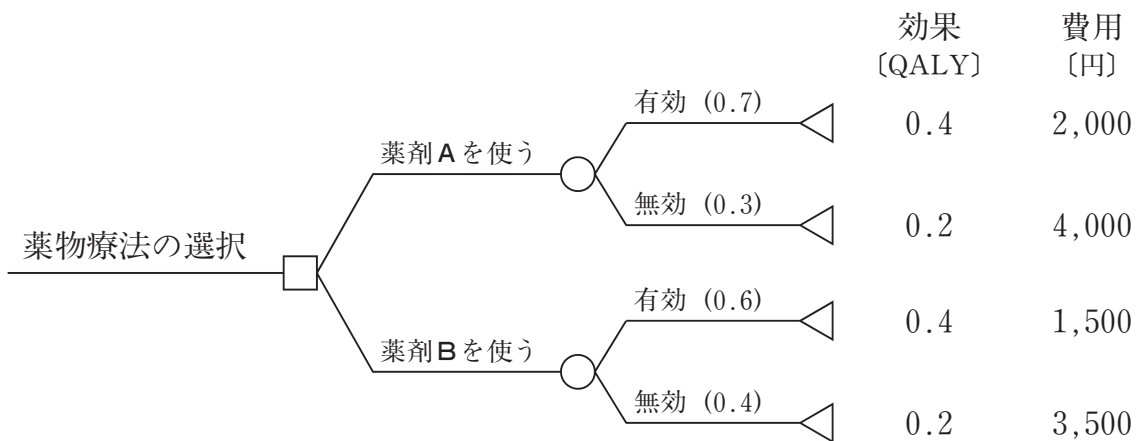 効果 費用
〔QALY〕 〔円〕
有効 (0.7) 0.4 2,000
薬剤Aを使う
無効 (0.3) 0.2 4,000
薬物療法の選択
有効 (0.6) 0.4 1,500
薬剤Bを使う
無効 (0.4) 0.2 3,500